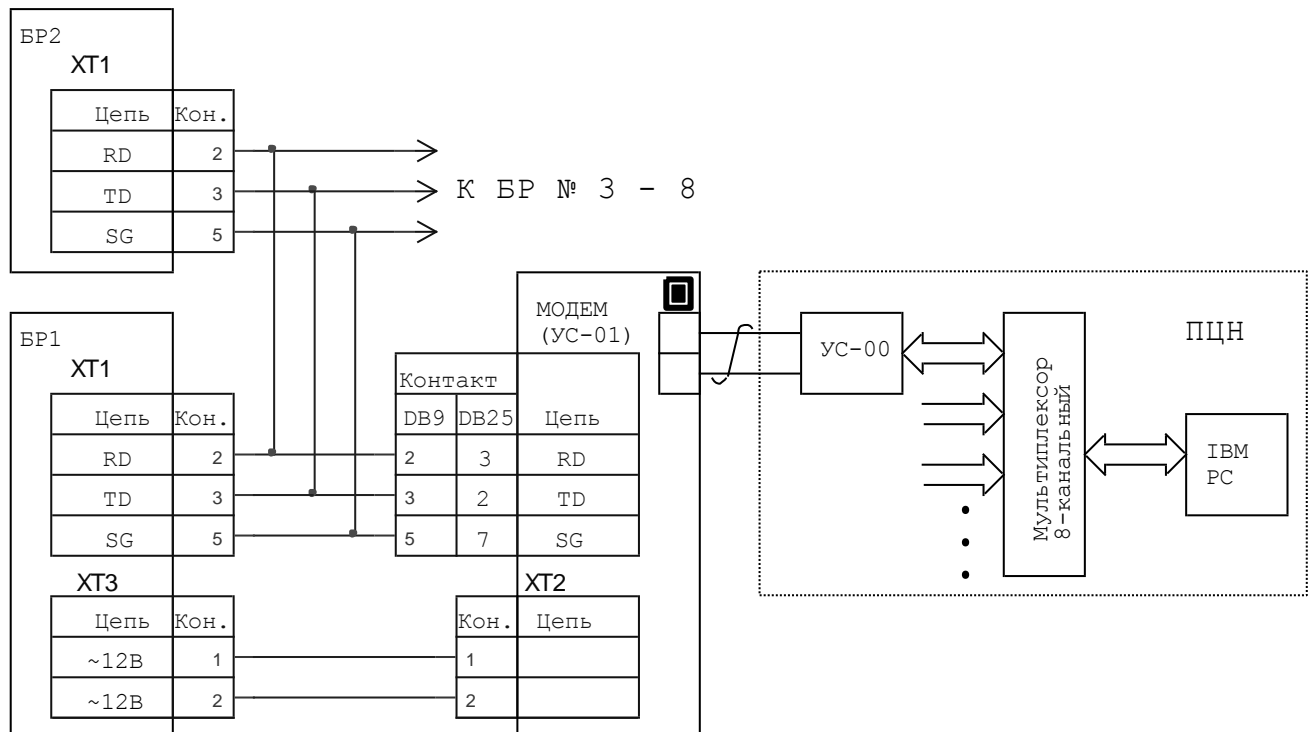 БР2
XT1
Цепь Кон.
RD 2
TD 3
SG 5
К БР № 3 - 8
БР1
XT1
Цепь Кон.
RD 2
TD 3
SG 5
XT3
Цепь Кон.
~12В 1
~12В 2
МОДЕМ
(УС-01)
Контакт
DB9 DB25 Цепь
2 3 RD
3 2 TD
5 7 SG
XT2
Кон. Цепь
1
2
УС-00
Мультиплексор
8-канальный
ПЦН
IBM
PC